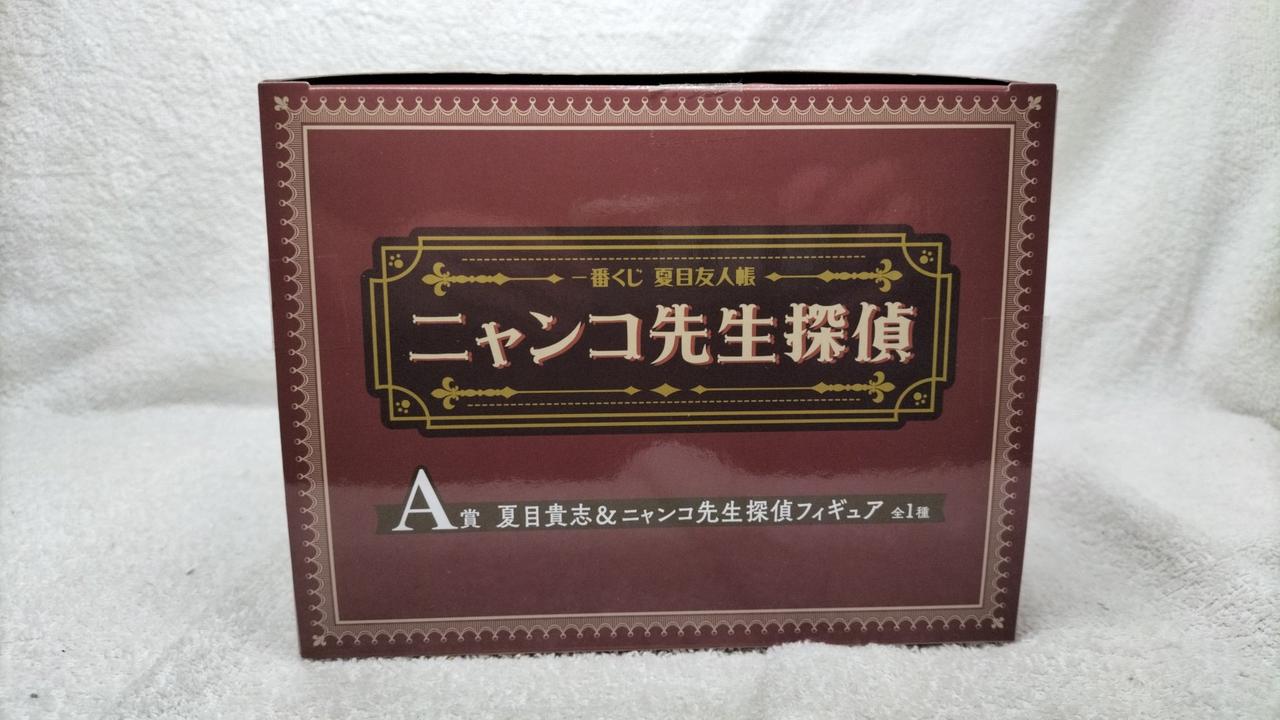 一番くじ 夏目友人帳
ニャンコ先生探偵
A賞 夏目貴志&ニャンコ先生探偵フィギュア 全1種